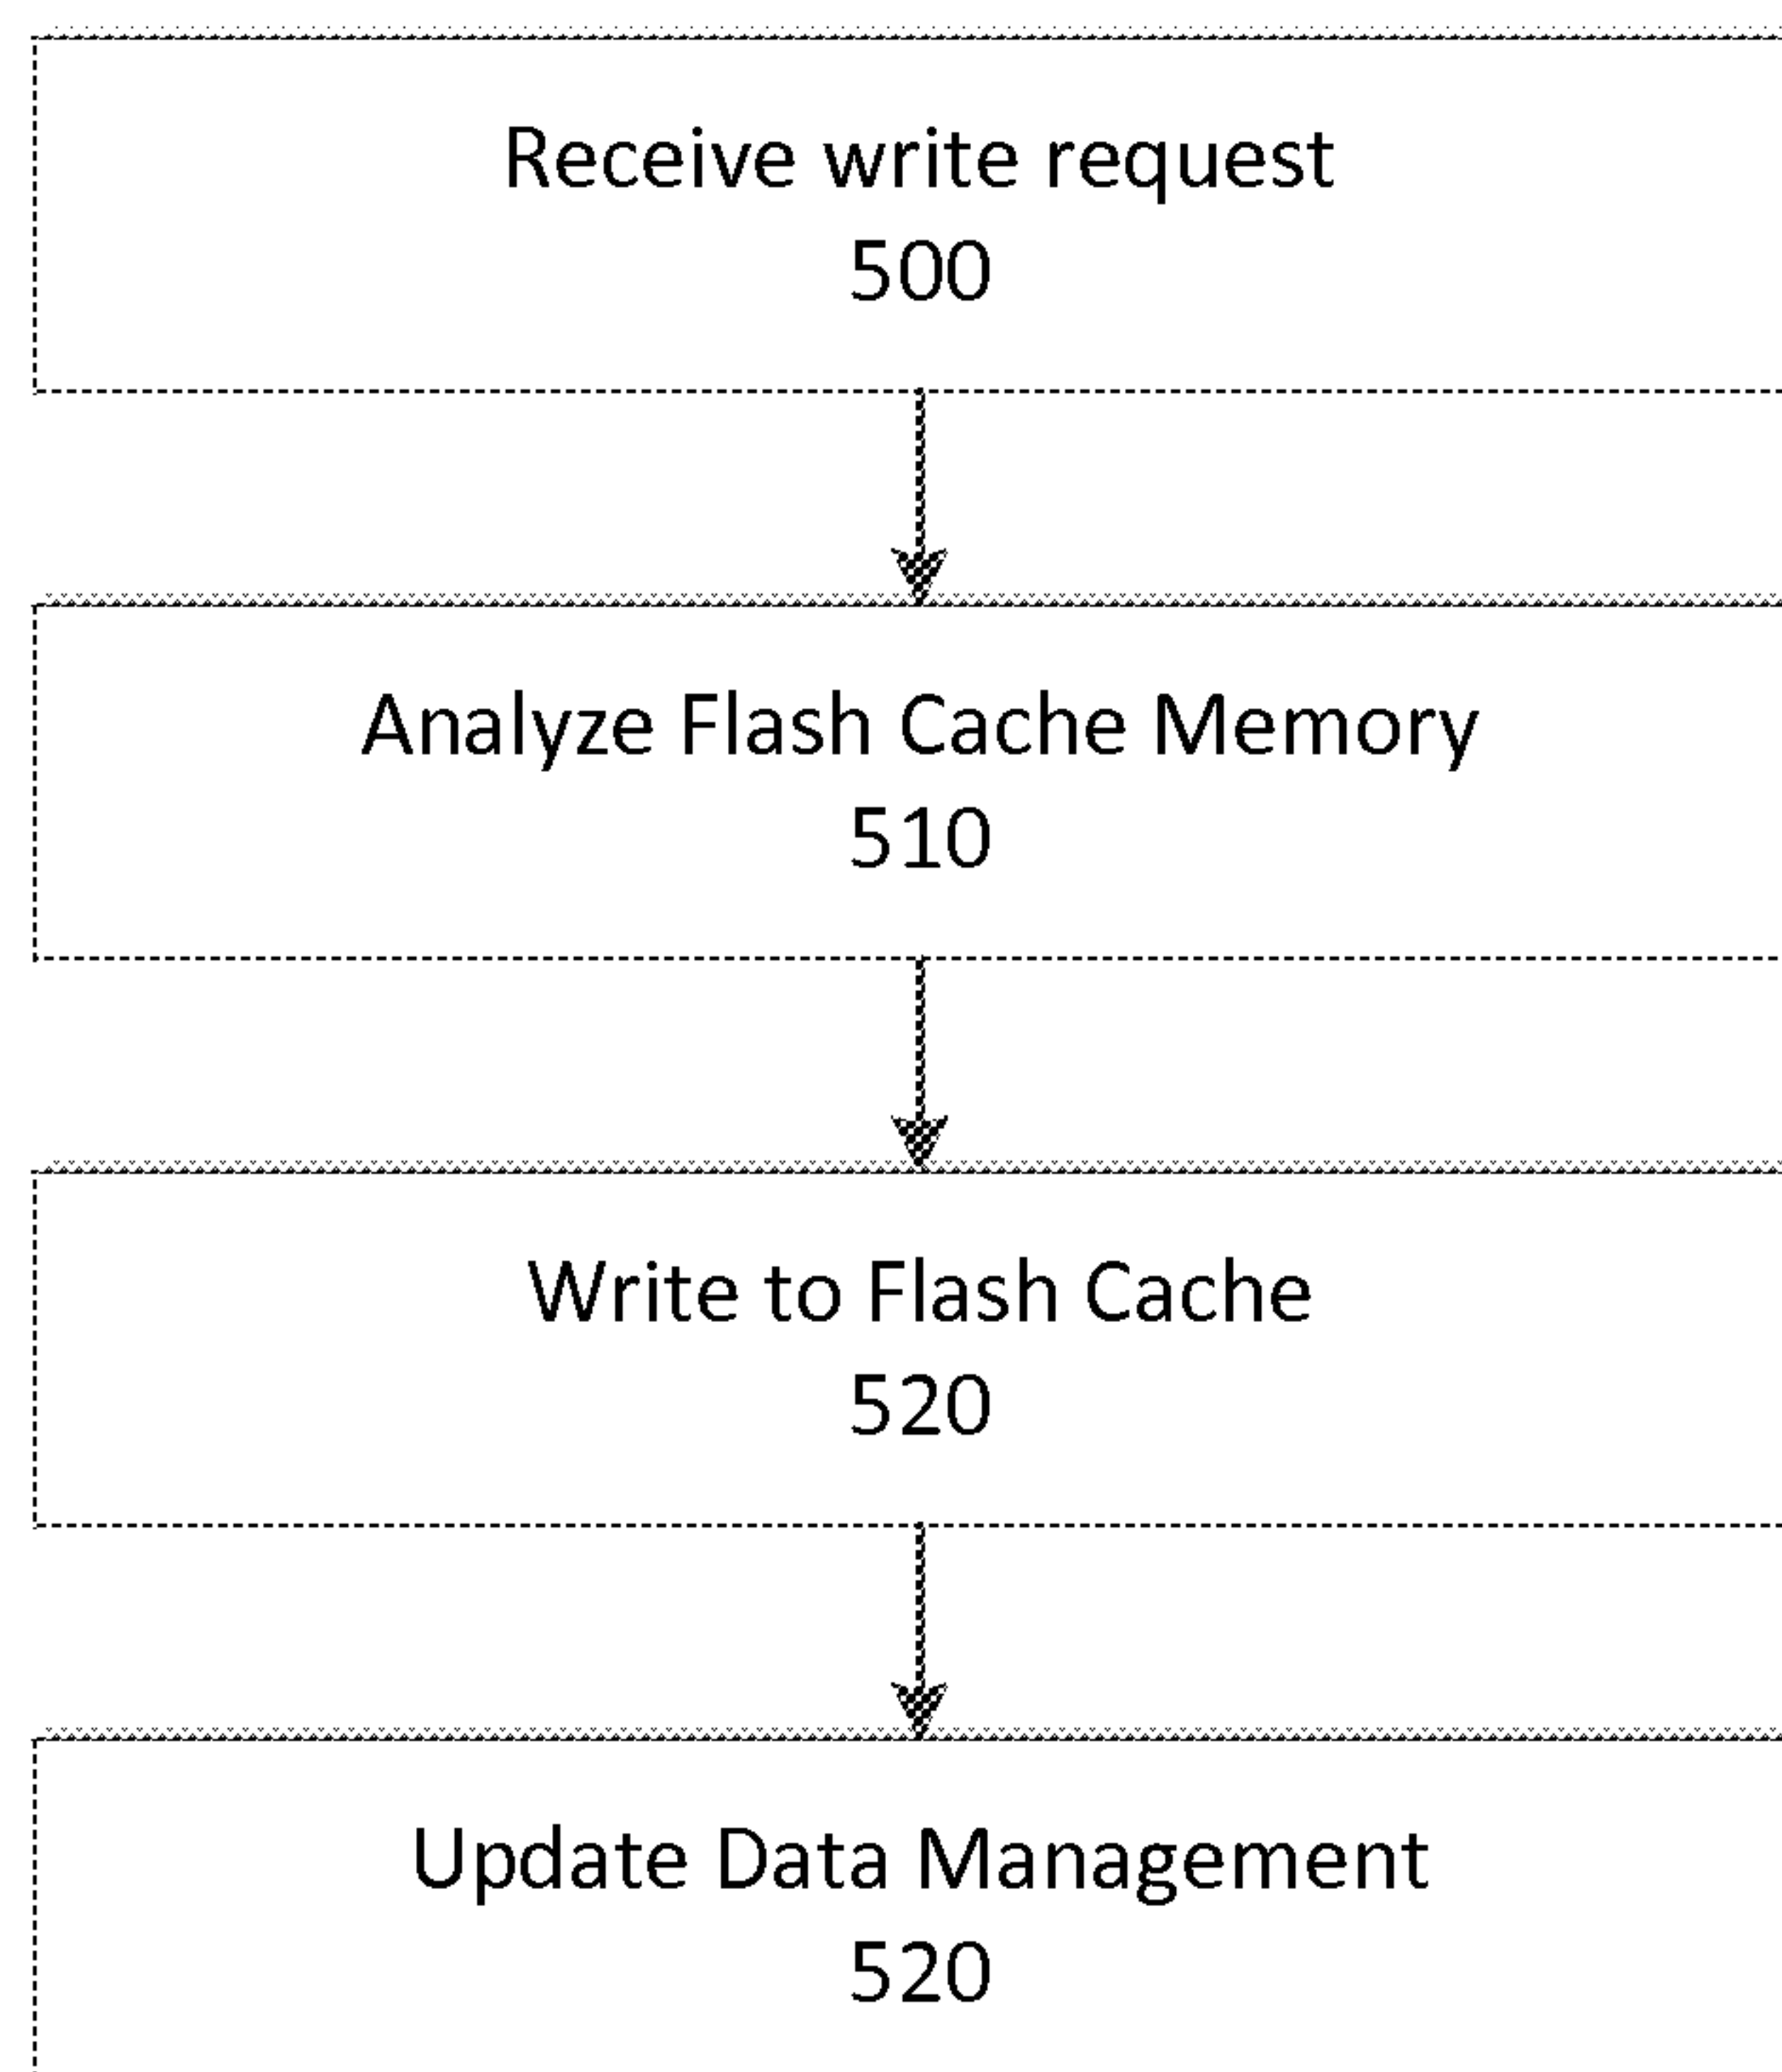 Receive write request
500
Analyze Flash Cache Memory
510
Write to Flash Cache
520
Update Data Management
520